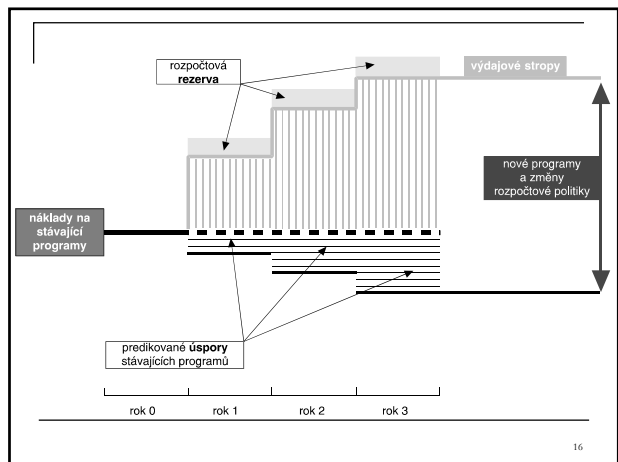 rozpočtová
rezerva
výdajové stropy
nové programy
a změny
rozpočtové politiky
náklady na
stávající
programy
predikované úspory
stávajících programů
rok 0
rok 1
rok 2
rok 3
16